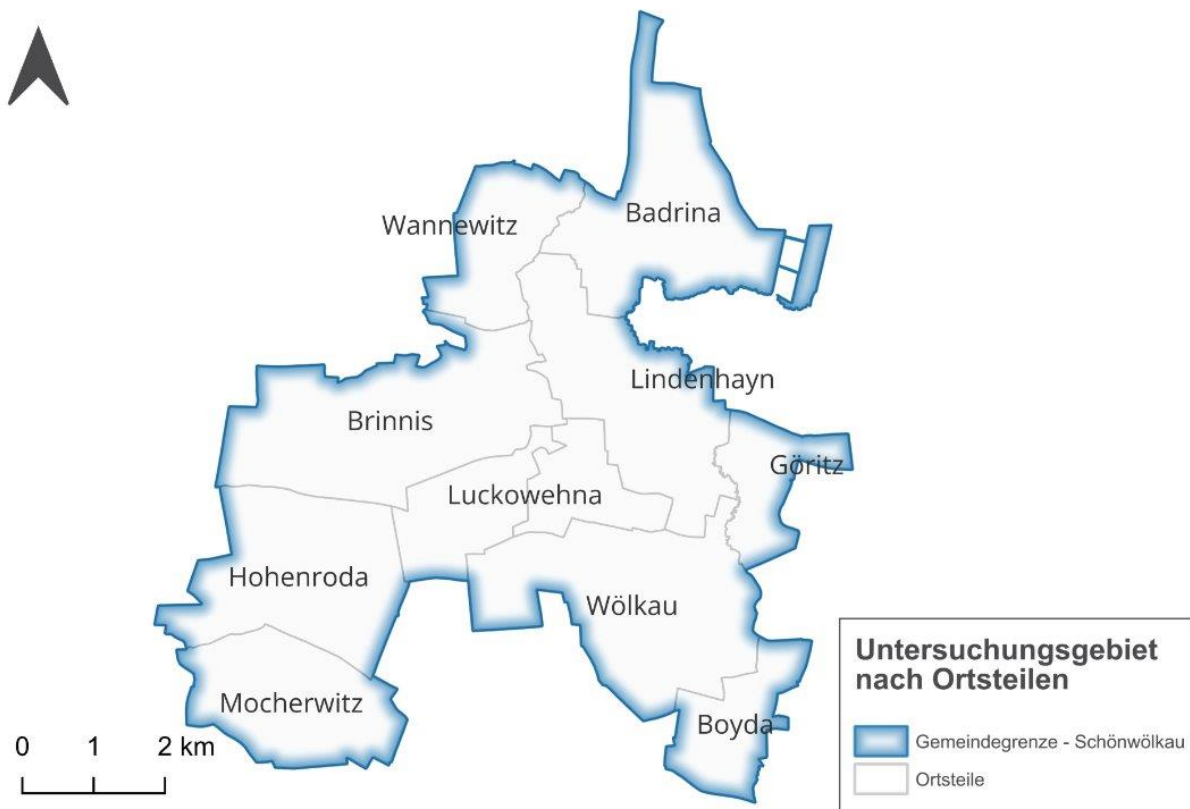 Badrina
Wannewitz
Lindenhayn
Brinnis
Göritz
Luckowehna
Hohenroda
Wölkau
Mocherwitz
Boyda
0 1 2 km
Untersuchungsgebiet
nach Ortsteilen
Gemeindegrenze - Schönwölkau
Ortsteile